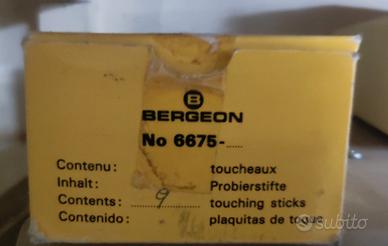 B
BERGEON
No 6675-.....
Contenu: toucheaux
Inhalt: Probierstifte
Contents: 9 touching sticks
Contenido: plaquitas de toque
subito